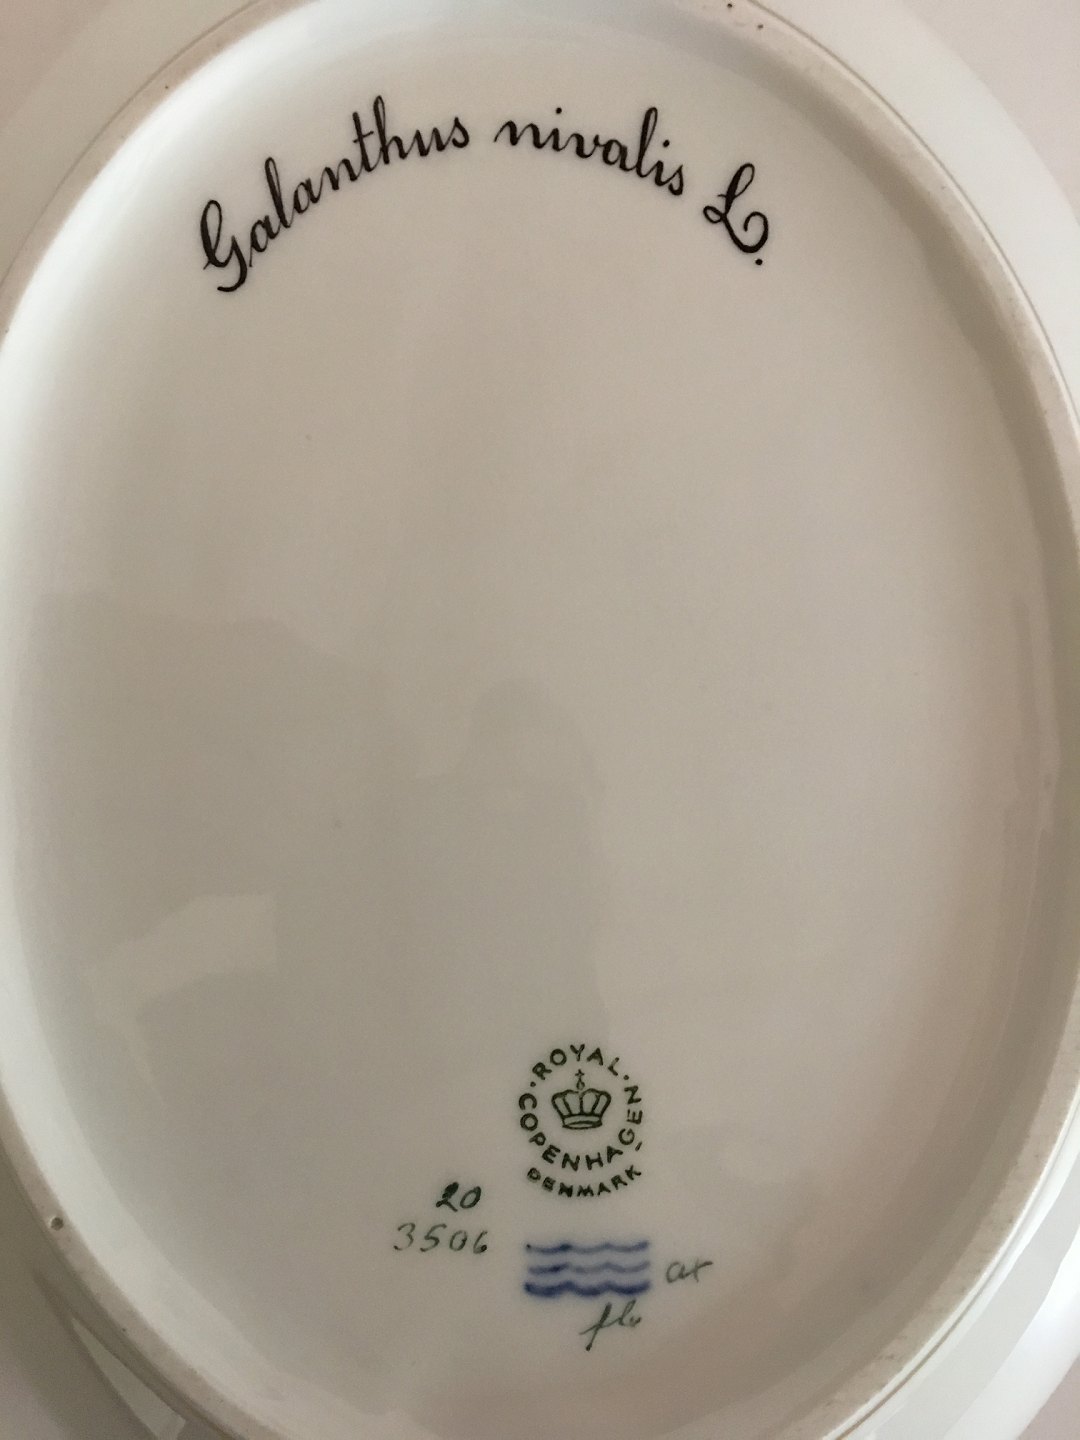 Galanthus nivalis L.
ROYAL
COPENHAGEN
DENMARK
20
3506